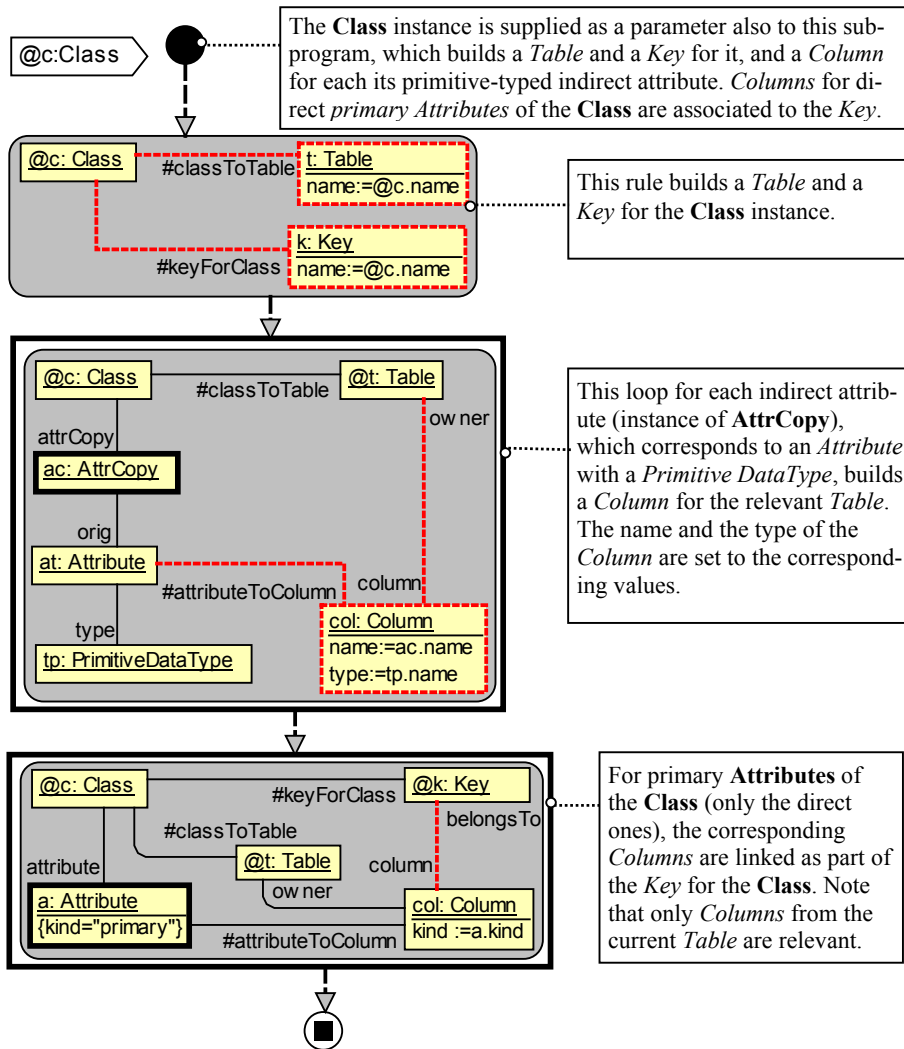 @c:Class
The Class instance is supplied as a parameter also to this sub-
program, which builds a Table and a Key for it, and a Column
for each its primitive-typed indirect attribute. Columns for di-
rect primary Attributes of the Class are associated to the Key.
@c: Class
#classToTable
t: Table
name:=@c.name
k: Key
name:=@c.name
#keyForClass
This rule builds a Table and a
Key for the Class instance.
@c: Class
#classToTable
@t: Table
ow ner
attrCopy
ac: AttrCopy
orig
at: Attribute
#attributeToColumn
column
type
tp: PrimitiveDataType
col: Column
name:=ac.name
type:=tp.name
This loop for each indirect attrib-
ute (instance of AttrCopy),
which corresponds to an Attribute
with a Primitive DataType, builds
a Column for the relevant Table.
The name and the type of the
Column are set to the correspond-
ing values.
@c: Class
#keyForClass
@k: Key
belongsTo
#classToTable
attribute
@t: Table
column
ow ner
a: Attribute
{kind="primary"}
#attributeToColumn
col: Column
kind :=a.kind
For primary Attributes of
the Class (only the direct
ones), the corresponding
Columns are linked as part of
the Key for the Class. Note
that only Columns from the
current Table are relevant.